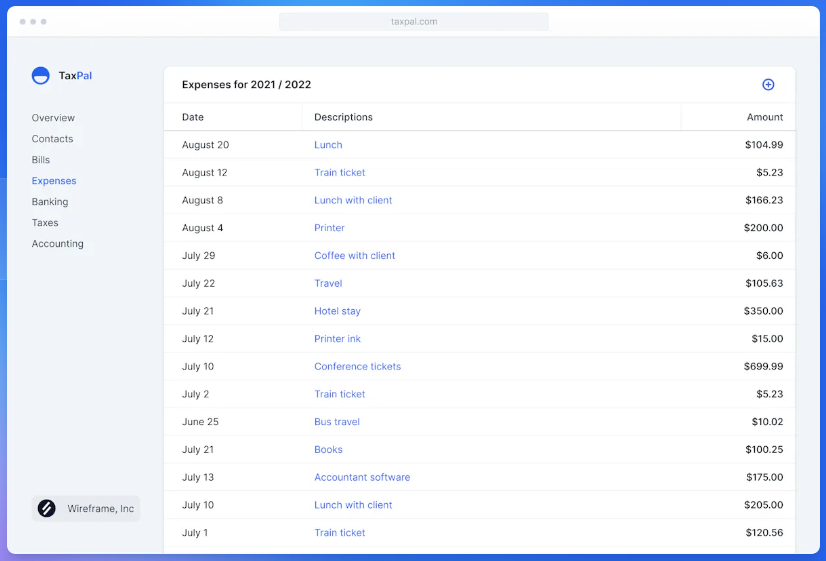 taxpal.com
TaxPal
Overview
Contacts
Bills
Expenses
Banking
Taxes
Accounting
Wireframe, Inc
Expenses for 2021 / 2022
Date Descriptions Amount
August 20 Lunch $104.99
August 12 Train ticket $5.23
August 8 Lunch with client $166.23
August 4 Printer $200.00
July 29 Coffee with client $6.00
July 22 Travel $105.63
July 21 Hotel stay $350.00
July 12 Printer ink $15.00
July 10 Conference tickets $699.99
July 2 Train ticket $5.23
June 25 Bus travel $10.02
July 21 Books $100.25
July 13 Accountant software $175.00
July 10 Lunch with client $205.00
July 1 Train ticket $120.56